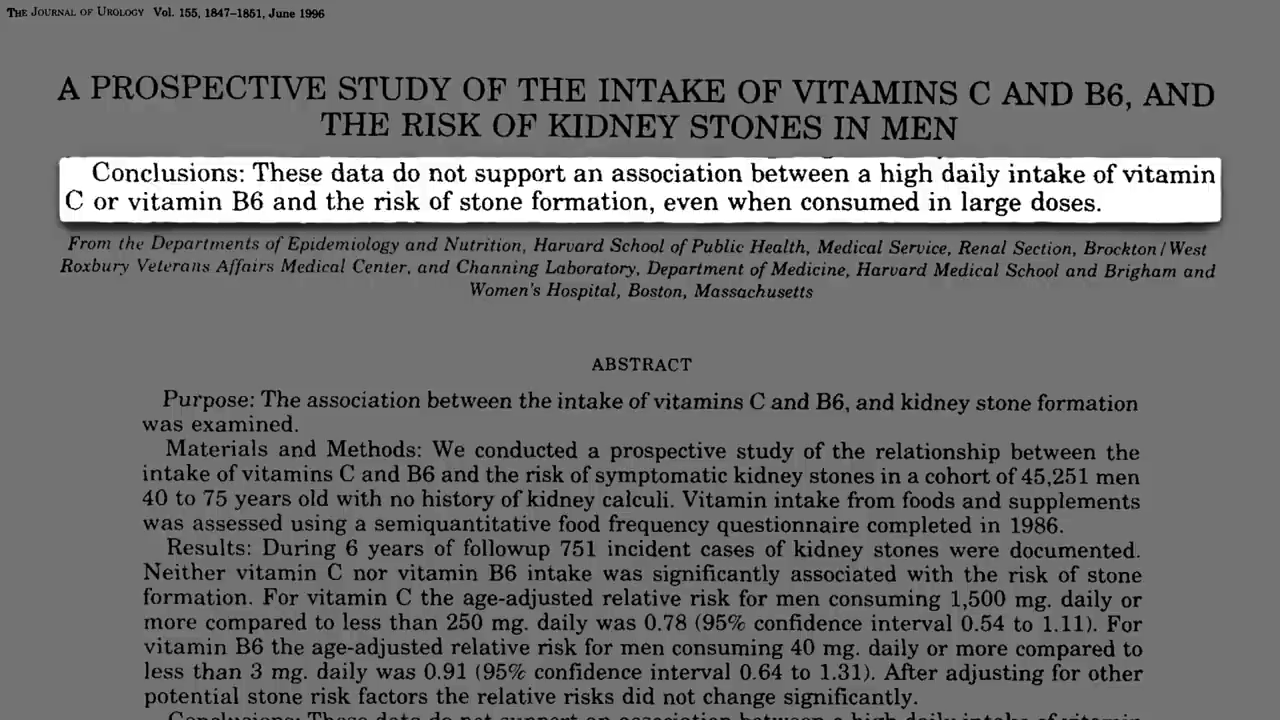 THE JOURNAL OF UROLOGY Vol. 155, 1847–1851, June 1996
A PROSPECTIVE STUDY OF THE INTAKE OF VITAMINS C AND B6, AND
THE RISK OF KIDNEY STONES IN MEN
Conclusions: These data do not support an association between a high daily intake of vitamin
C or vitamin B6 and the risk of stone formation, even when consumed in large doses.
From the Departments of Epidemiology and Nutrition, Harvard School of Public Health, Medical Service, Renal Section, Brockton/West
Roxbury Veterans Affairs Medical Center, and Channing Laboratory, Department of Medicine, Harvard Medical School and Brigham and
Women's Hospital, Boston, Massachusetts
ABSTRACT
Purpose: The association between the intake of vitamins C and B6, and kidney stone formation
was examined.
Materials and Methods: We conducted a prospective study of the relationship between the
intake of vitamins C and B6 and the risk of symptomatic kidney stones in a cohort of 45,251 men
40 to 75 years old with no history of kidney calculi. Vitamin intake from foods and supplements
was assessed using a semiquantitative food frequency questionnaire completed in 1986.
Results: During 6 years of followup 751 incident cases of kidney stones were documented.
Neither vitamin C nor vitamin B6 intake was significantly associated with the risk of stone
formation. For vitamin C the age-adjusted relative risk for men consuming 1,500 mg. daily or
more compared to less than 250 mg. daily was 0.78 (95% confidence interval 0.54 to 1.11). For
vitamin B6 the age-adjusted relative risk for men consuming 40 mg. daily or more compared to
less than 3 mg. daily was 0.91 (95% confidence interval 0.64 to 1.31). After adjusting for other
potential stone risk factors the relative risks did not change significantly.
Conclusions: These data do not support an association between a high daily intake of vitamin